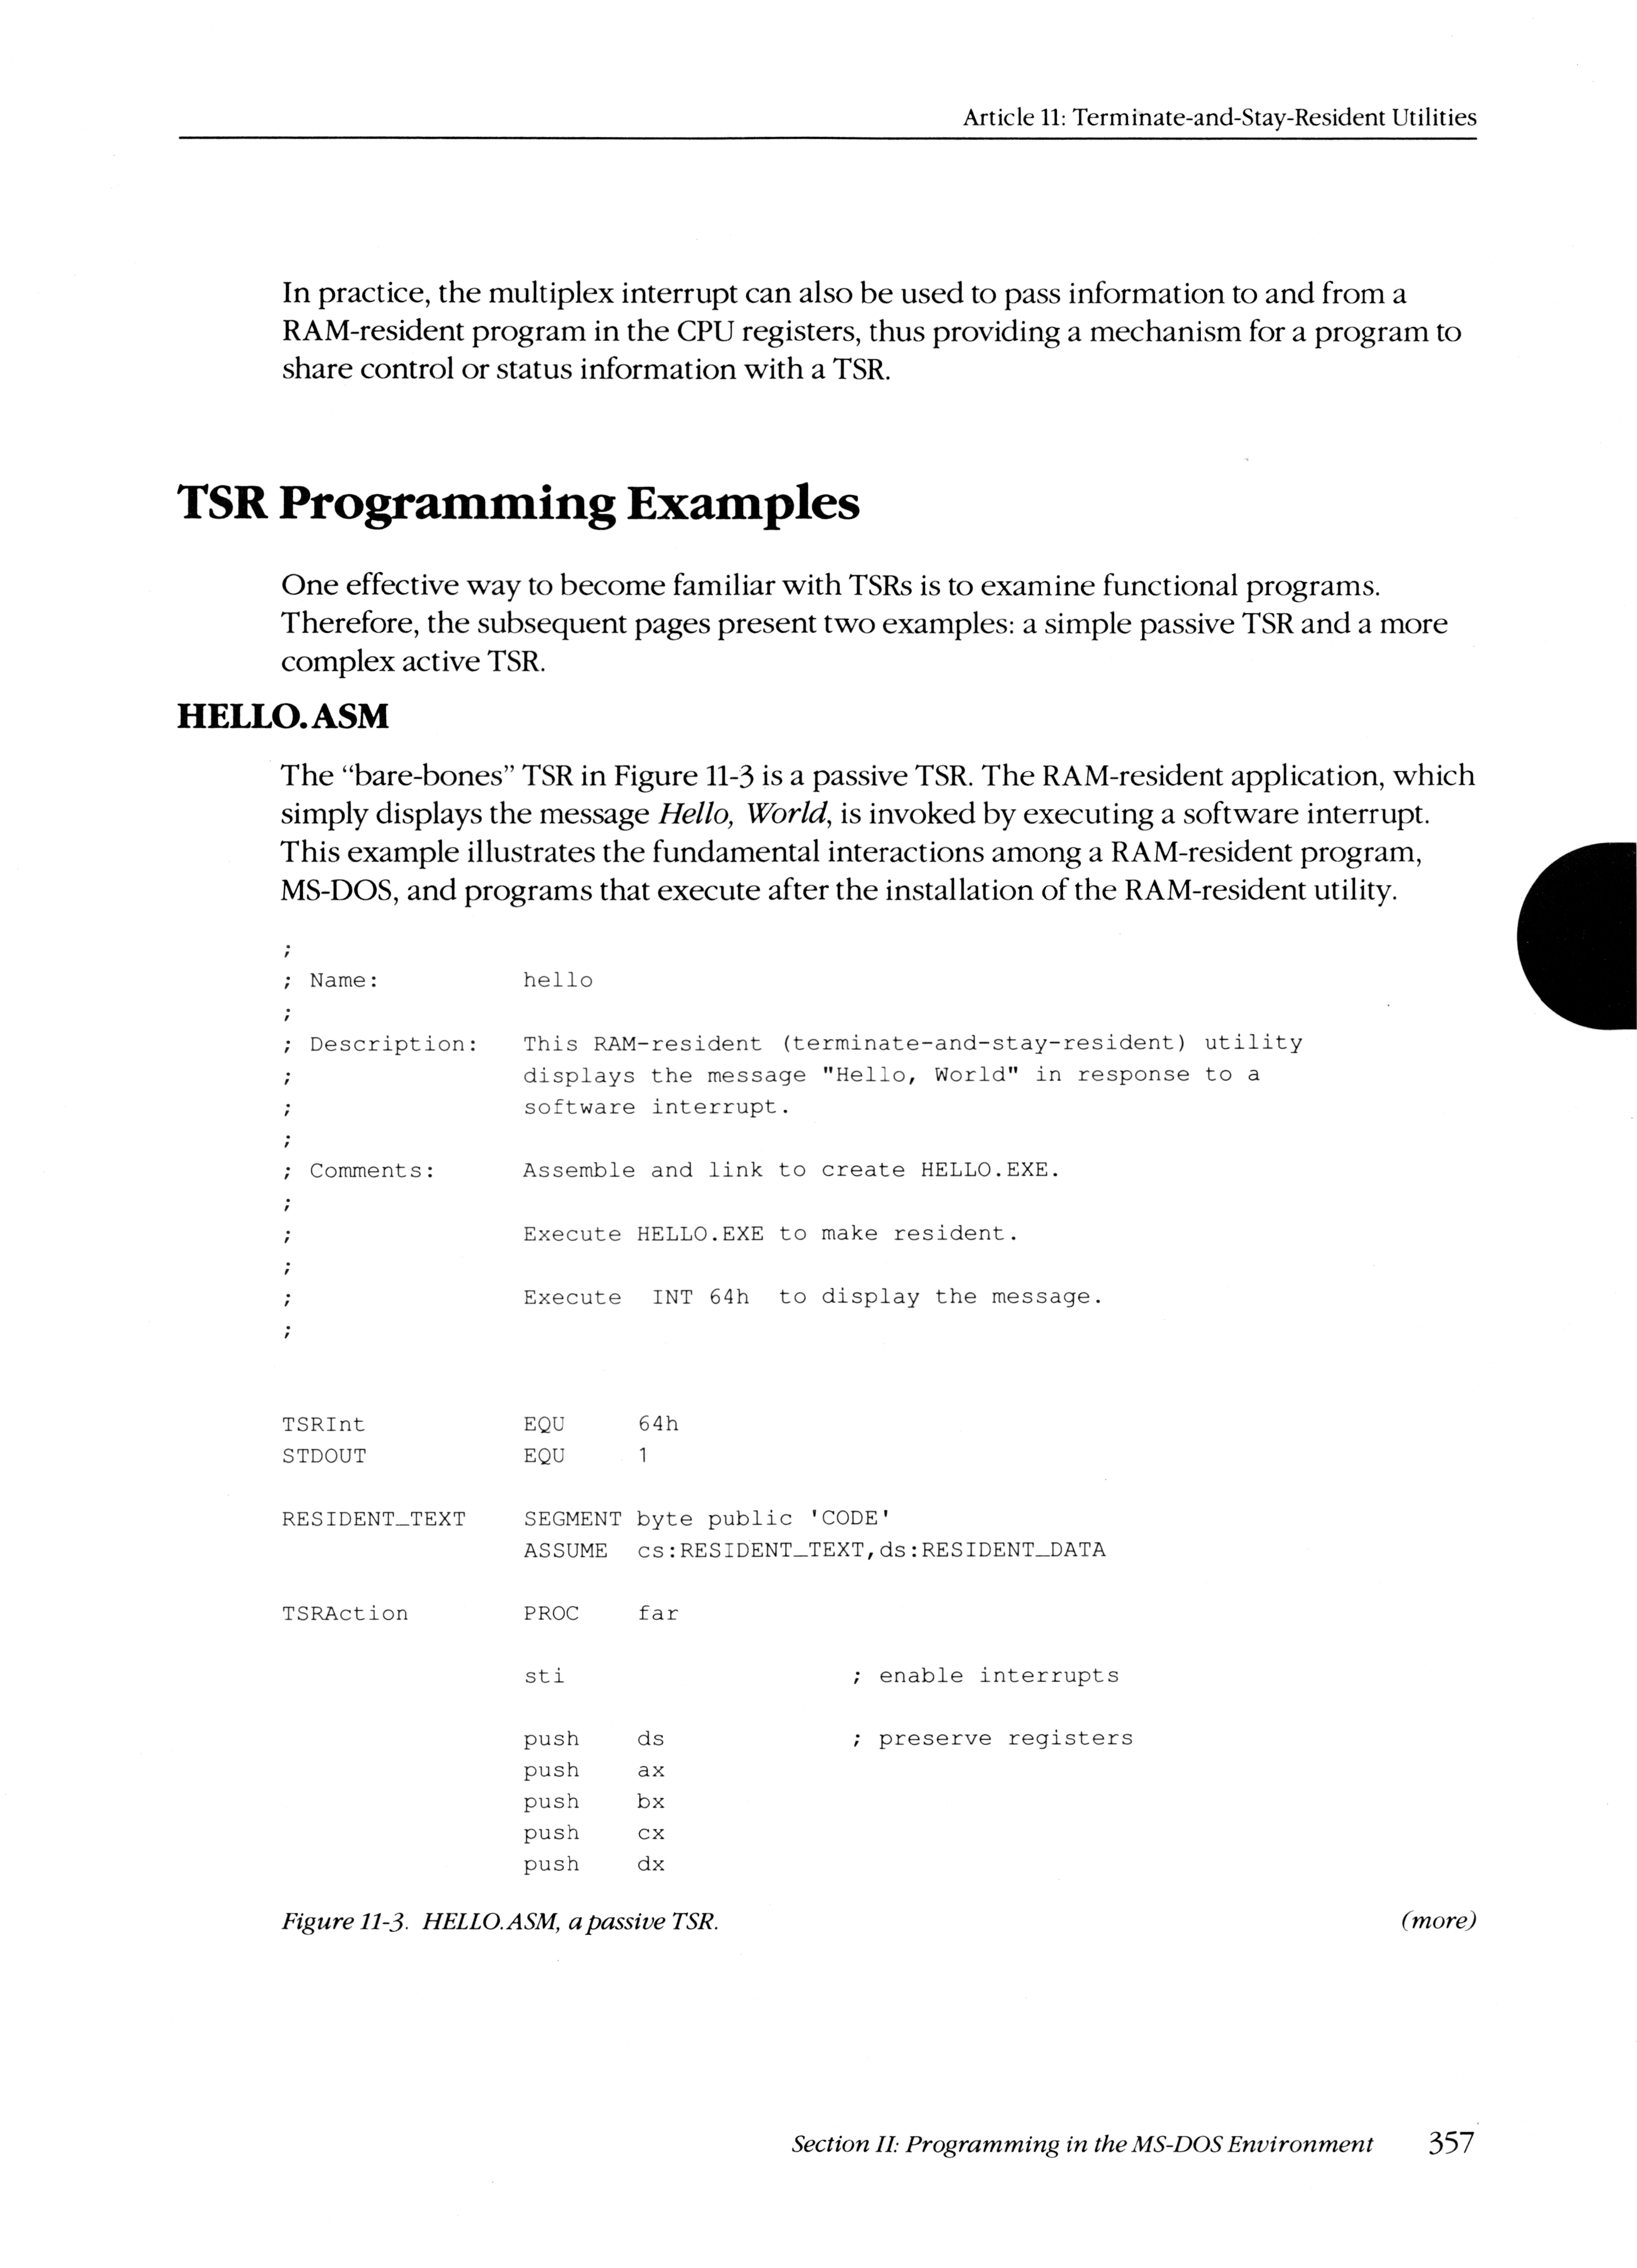 Article 11: Terminate-and-Stay-Resident Utilities
In practice, the multiplex interrupt can also be used to pass information to and from a
RAM-resident program in the CPU registers, thus providing a mechanism for a program to
share control or status information with a TSR.
TSR Programming Examples
One effective way to become familiar with TSRs is to examine functional programs.
Therefore, the subsequent pages present two examples: a simple passive TSR and a more
complex active TSR.
HELLO.ASM
The “bare-bones” TSR in Figure 11-3 is a passive TSR. The RAM-resident application, which
simply displays the message Hello, World, is invoked by executing a software interrupt.
This example illustrates the fundamental interactions among a RAM-resident program,
MS-DOS, and programs that execute after the installation of the RAM-resident utility.
;
; Name:          hello
;
; Description:   This RAM-resident (terminate-and-stay-resident) utility
;                displays the message "Hello, World" in response to a
;                software interrupt.
;
; Comments:      Assemble and link to create HELLO.EXE.
;
;                Execute HELLO.EXE to make resident.
;
;                Execute  INT 64h  to display the message.
;
TSRInt           EQU     64h
STDOUT           EQU     1
RESIDENT_TEXT    SEGMENT byte public 'CODE'
                 ASSUME  cs:RESIDENT_TEXT,ds:RESIDENT_DATA
TSRAction        PROC    far
                 sti                    ; enable interrupts
                 push    ds             ; preserve registers
                 push    ax
                 push    bx
                 push    cx
                 push    dx
Figure 11-3. HELLO.ASM, a passive TSR. (more)
Section II: Programming in the MS-DOS Environment 357